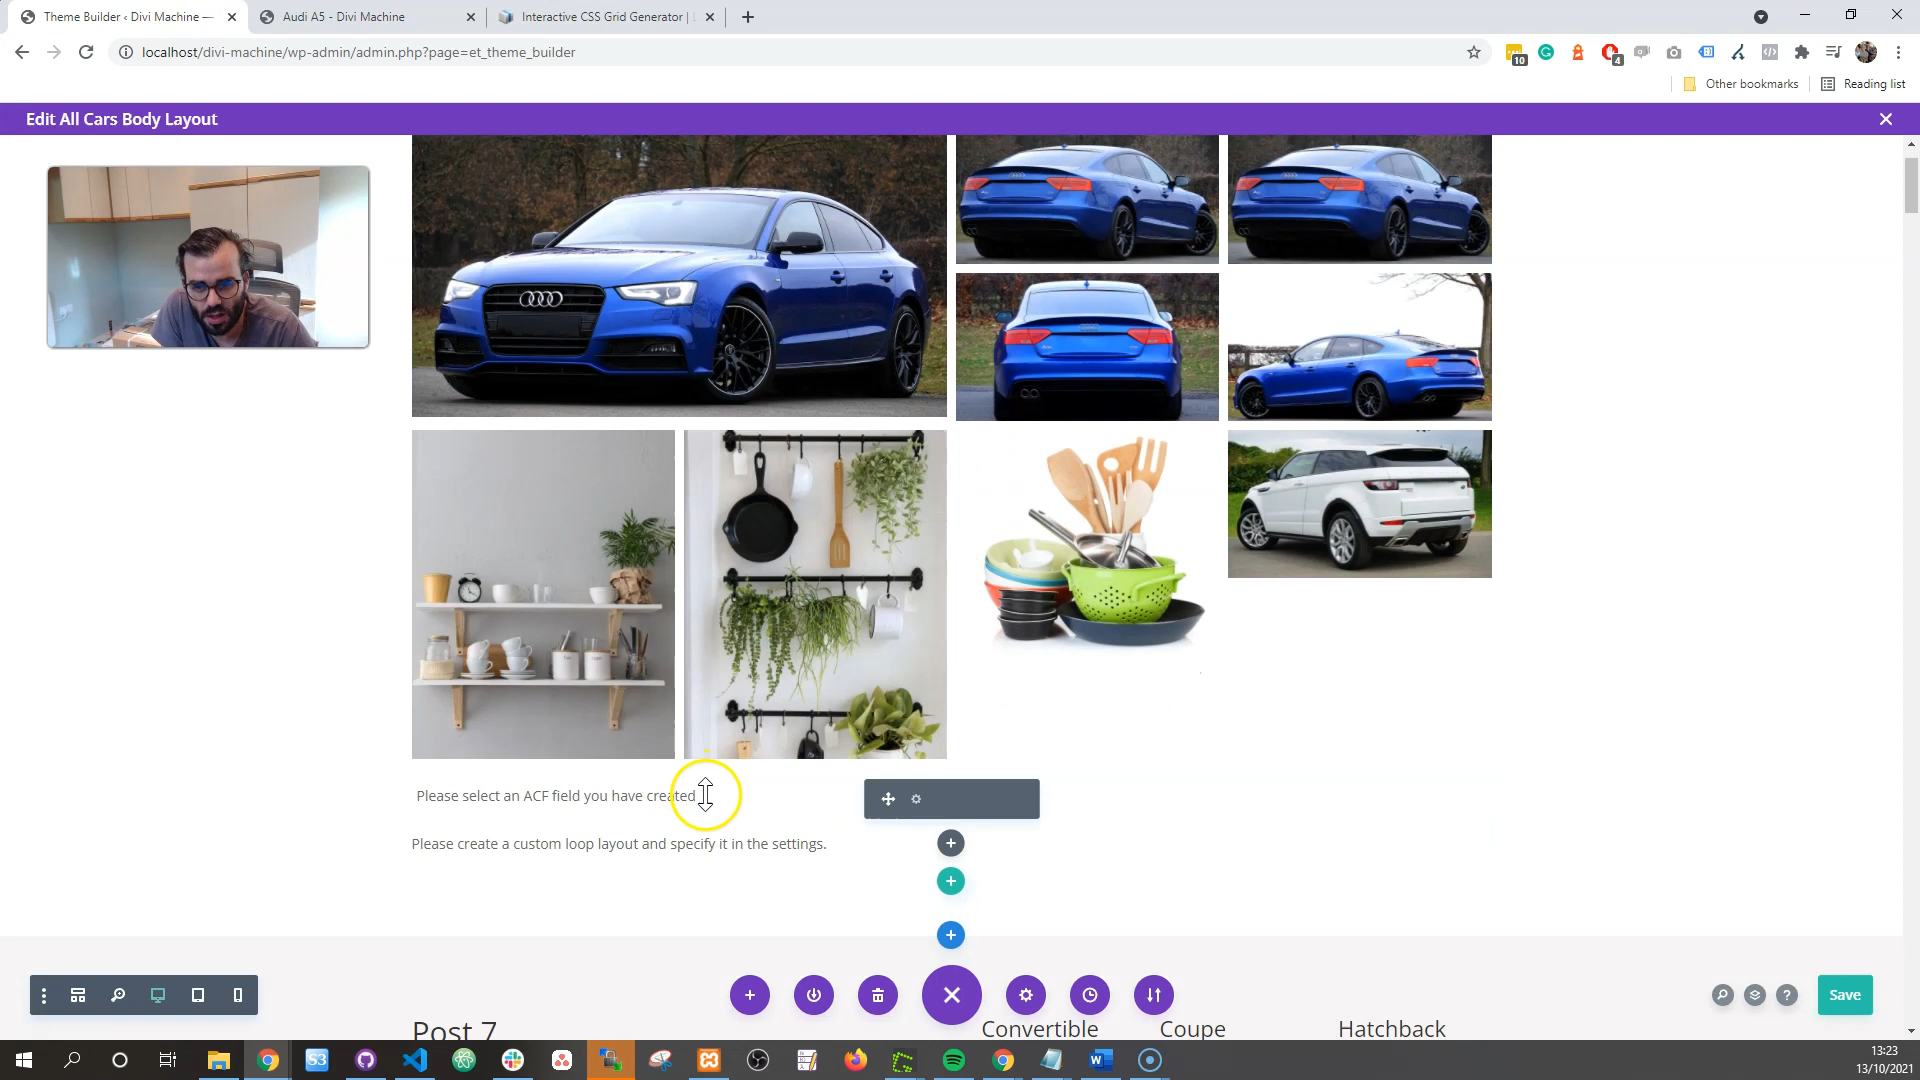 Theme Builder ‹ Divi Machine —
Audi A5 - Divi Machine
Interactive CSS Grid Generator |
localhost/divi-machine/wp-admin/admin.php?page=et_theme_builder
10
4
Other bookmarks
Reading list
Edit All Cars Body Layout
Please select an ACF field you have created
Please create a custom loop layout and specify it in the settings.
Save
Post 7
Convertible
Coupe
Hatchback
13:23
13/10/2021